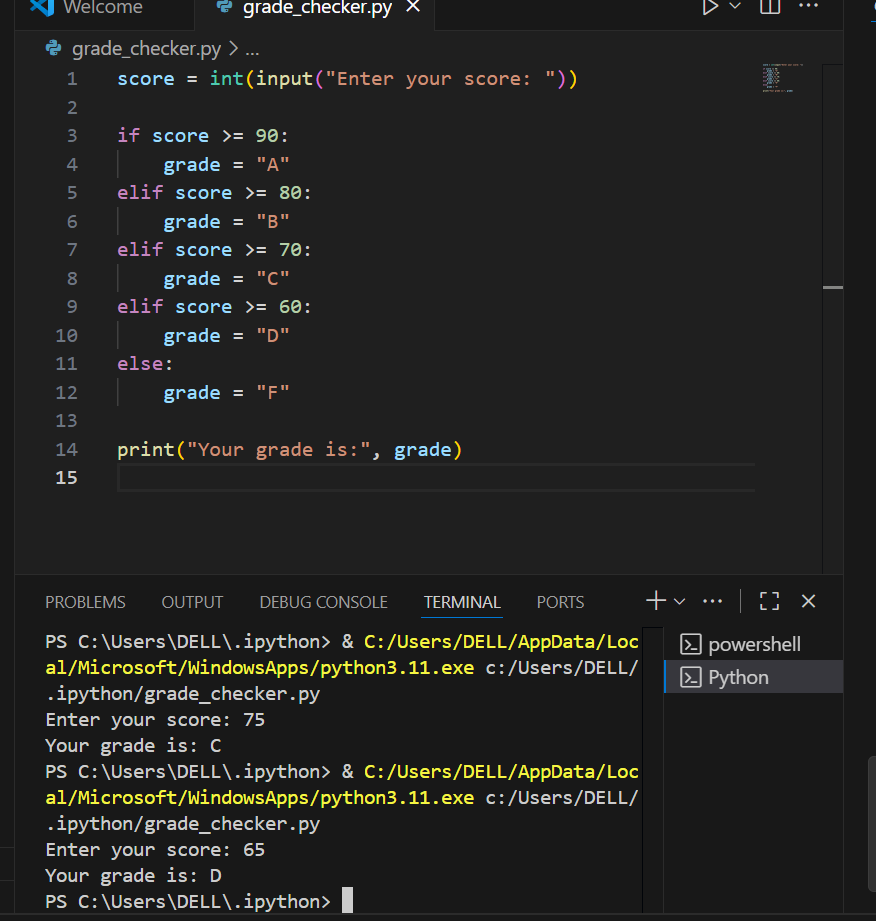 Welcome
grade_checker.py
grade_checker.py > ...
1 score = int(input("Enter your score: "))
2
3 if score >= 90:
4 grade = "A"
5 elif score >= 80:
6 grade = "B"
7 elif score >= 70:
8 grade = "C"
9 elif score >= 60:
10 grade = "D"
11 else:
12 grade = "F"
13
14 print("Your grade is:", grade)
15
PROBLEMS OUTPUT DEBUG CONSOLE TERMINAL PORTS
PS C:\Users\DELL\.ipython> & C:/Users/DELL/AppData/Loc
al/Microsoft/WindowsApps/python3.11.exe c:/Users/DELL/
.ipython/grade_checker.py
Enter your score: 75
Your grade is: C
PS C:\Users\DELL\.ipython> & C:/Users/DELL/AppData/Loc
al/Microsoft/WindowsApps/python3.11.exe c:/Users/DELL/
.ipython/grade_checker.py
Enter your score: 65
Your grade is: D
PS C:\Users\DELL\.ipython>
powershell
Python